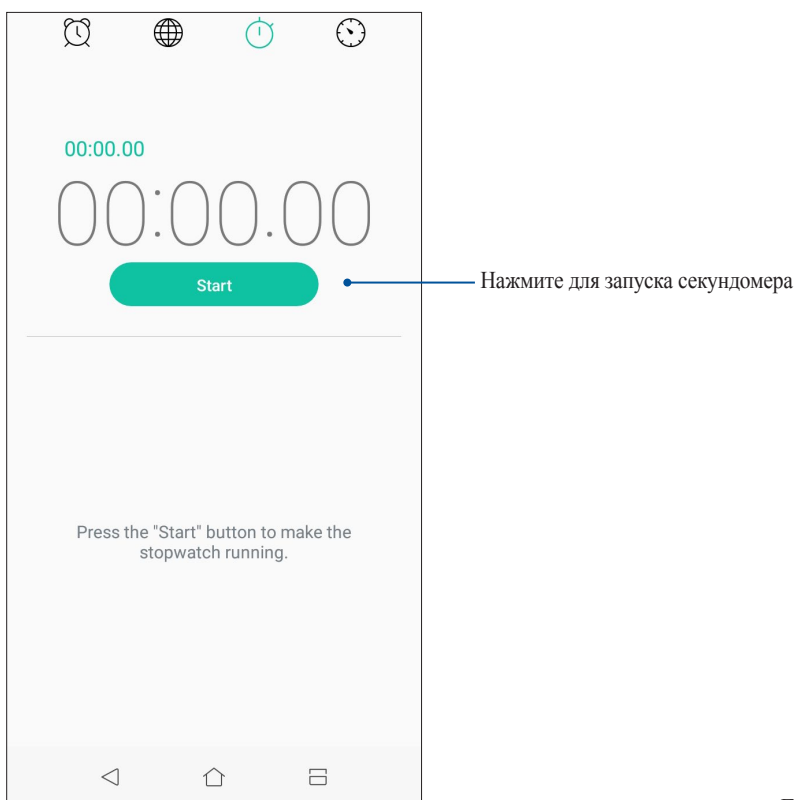 00:00.00
00:00.00
Start
Нажмите для запуска секундомера
Press the "Start" button to make the
stopwatch running.